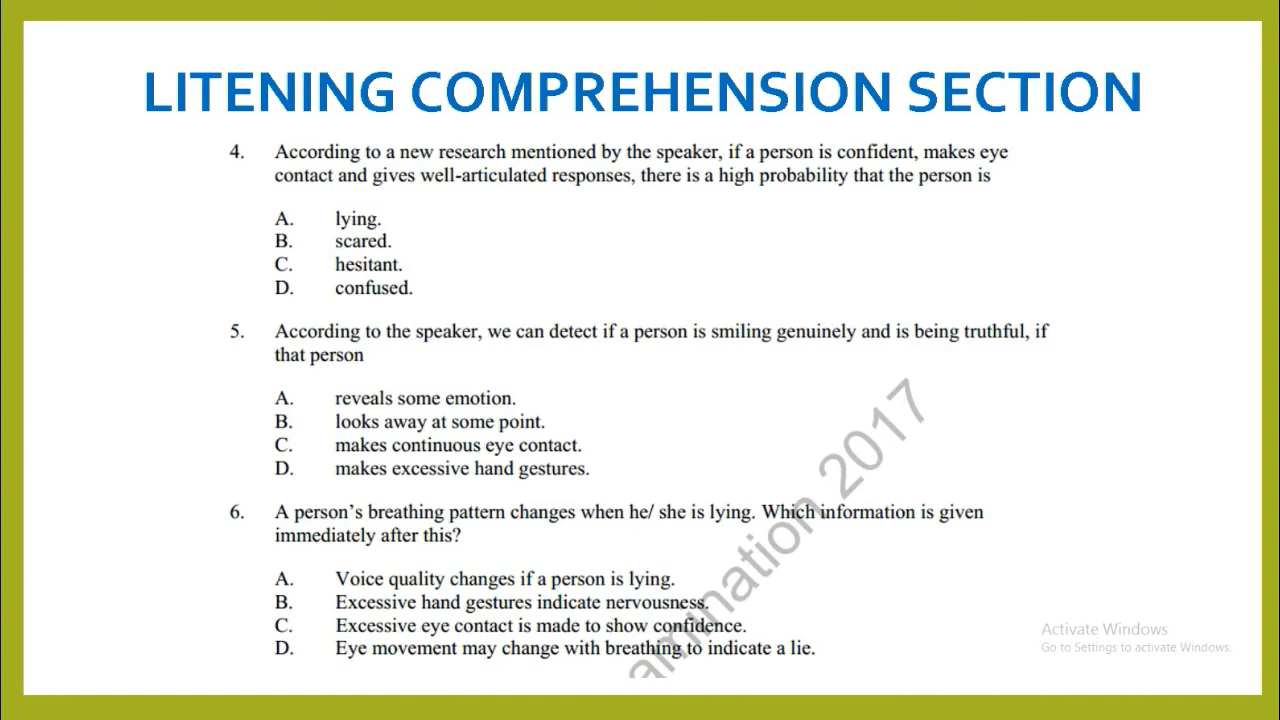 LITENING COMPREHENSION SECTION
4. According to a new research mentioned by the speaker, if a person is confident, makes eye
contact and gives well-articulated responses, there is a high probability that the person is
A. lying.
B. scared.
C. hesitant.
D. confused.
5. According to the speaker, we can detect if a person is smiling genuinely and is being truthful, if
that person
A. reveals some emotion.
B. looks away at some point.
C. makes continuous eye contact.
D. makes excessive hand gestures.
6. A person's breathing pattern changes when he/ she is lying. Which information is given
immediately after this?
A. Voice quality changes if a person is lying.
B. Excessive hand gestures indicate nervousness.
C. Excessive eye contact is made to show confidence.
D. Eye movement may change with breathing to indicate a lie.
amination 2017
Activate Windows
Go to Settings to activate Windows.